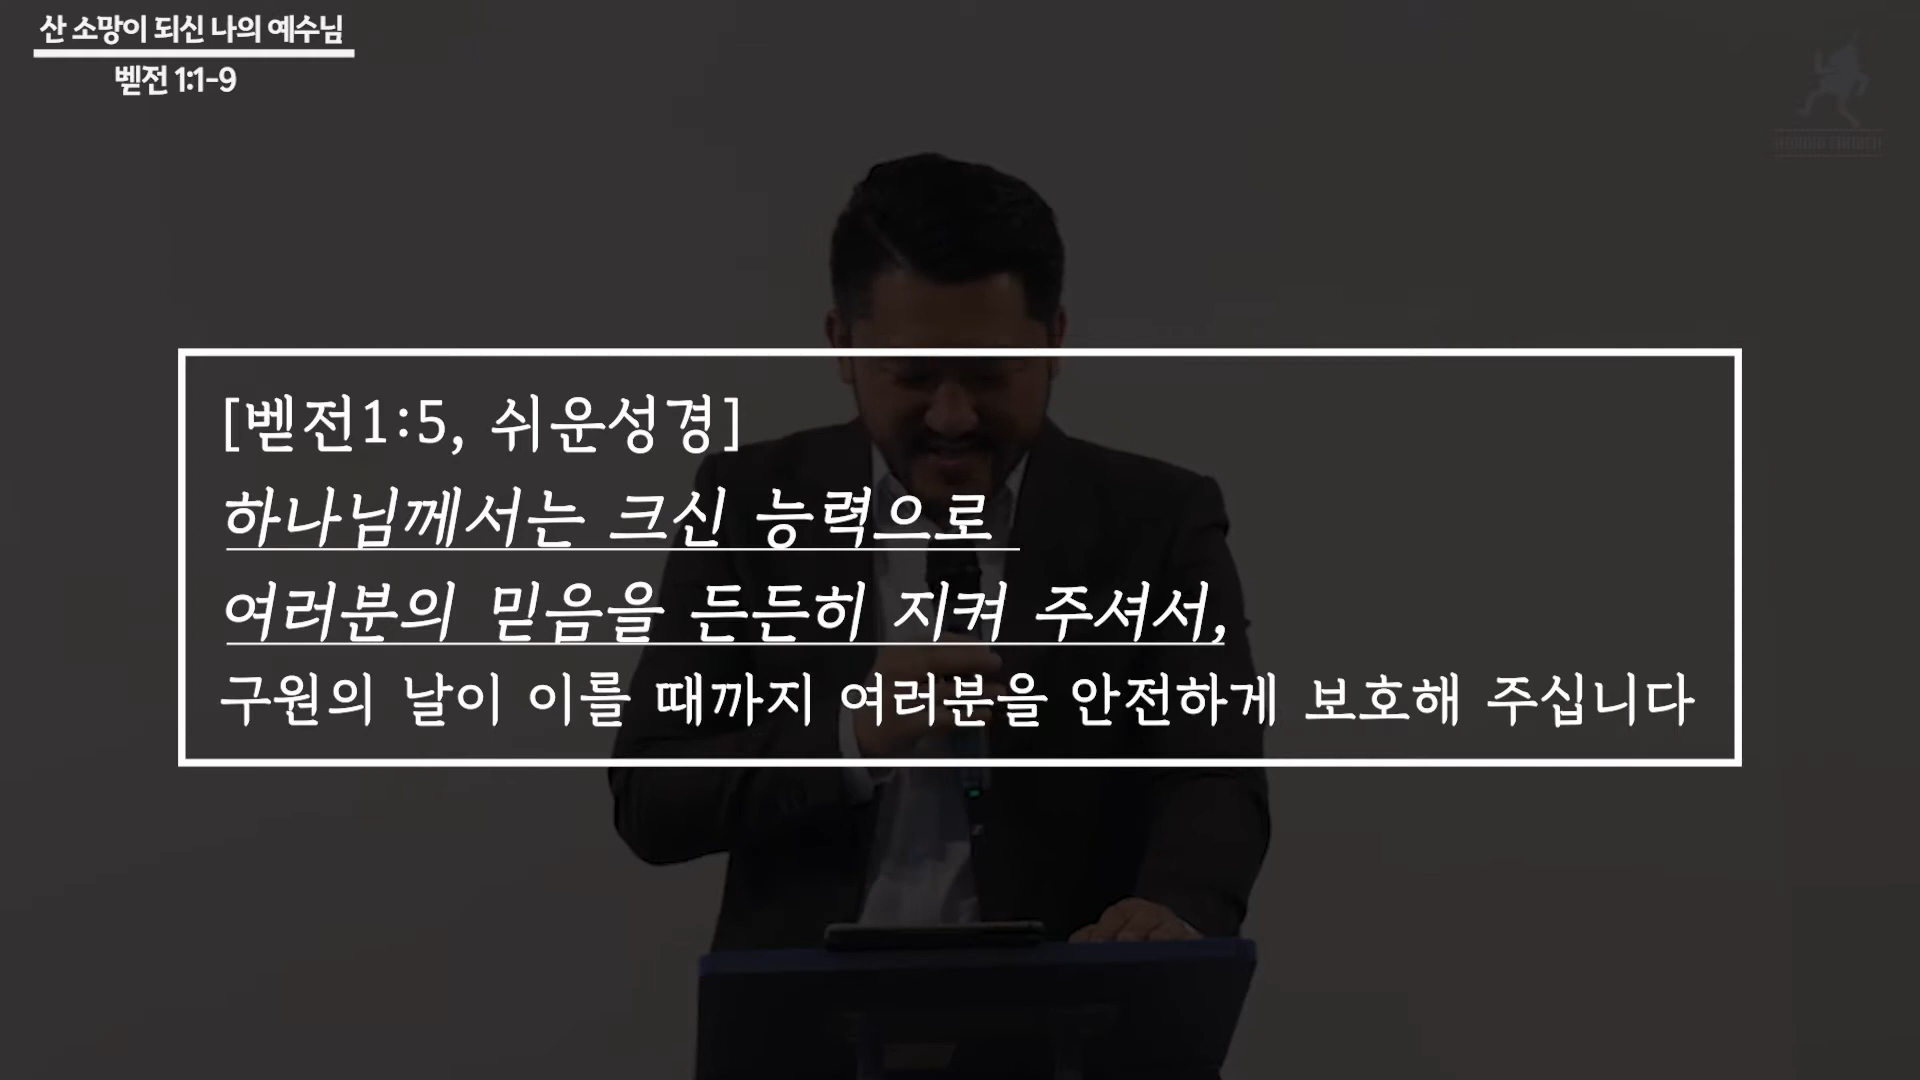 산 소망이 되신 나의 예수님
벧전 1:1-9
[벧전1:5, 쉬운성경]
하나님께서는 크신 능력으로
여러분의 믿음을 든든히 지켜 주셔서,
구원의 날이 이를 때까지 여러분을 안전하게 보호해 주십니다